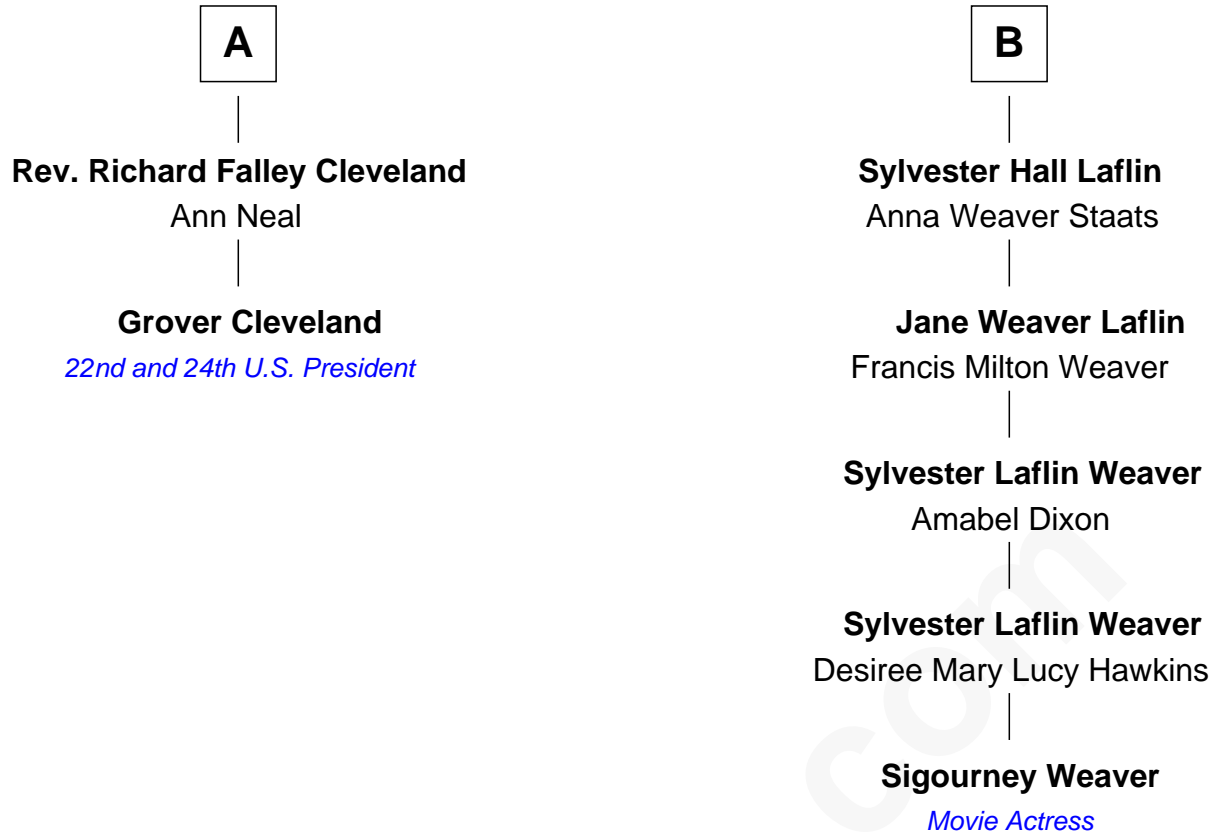 A
Rev. Richard Falley Cleveland
Ann Neal
Grover Cleveland
22nd and 24th U.S. President
B
Sylvester Hall Laflin
Anna Weaver Staats
Jane Weaver Laflin
Francis Milton Weaver
Sylvester Laflin Weaver
Amabel Dixon
Sylvester Laflin Weaver
Desiree Mary Lucy Hawkins
Sigourney Weaver
Movie Actress
com